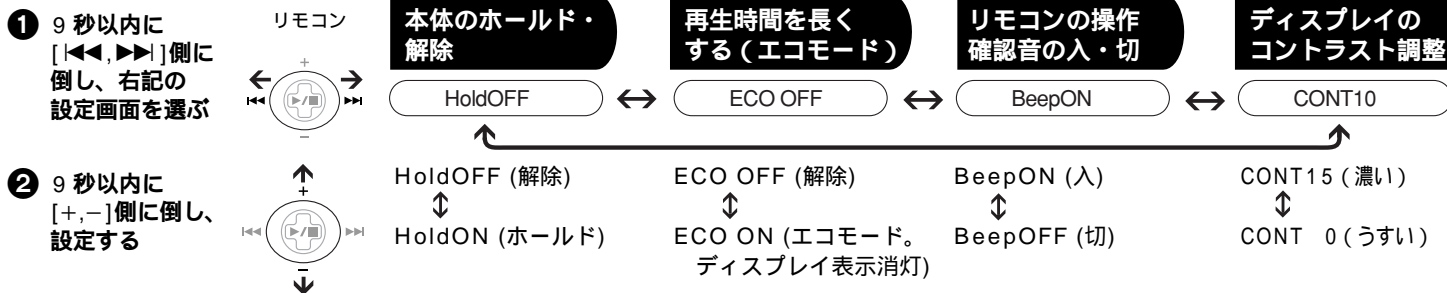 ❶ 9 秒以内に
[⏮,⏭]側に
倒し、右記の
設定画面を選ぶ
リモコン
+
⏮ ▶/■ ⏭
−
本体のホールド・
解除
再生時間を長く
する(エコモード)
リモコンの操作
確認音の入・切
ディスプレイの
コントラスト調整
HoldOFF ↔ ECO OFF ↔ BeepON ↔ CONT10
❷ 9 秒以内に
[+,−]側に倒し、
設定する
+
⏮ ▶/■ ⏭
−
HoldOFF (解除)
HoldON (ホールド)
ECO OFF (解除)
ECO ON (エコモード。
ディスプレイ表示消灯)
BeepON (入)
BeepOFF (切)
CONT15(濃い)
CONT 0(うすい)